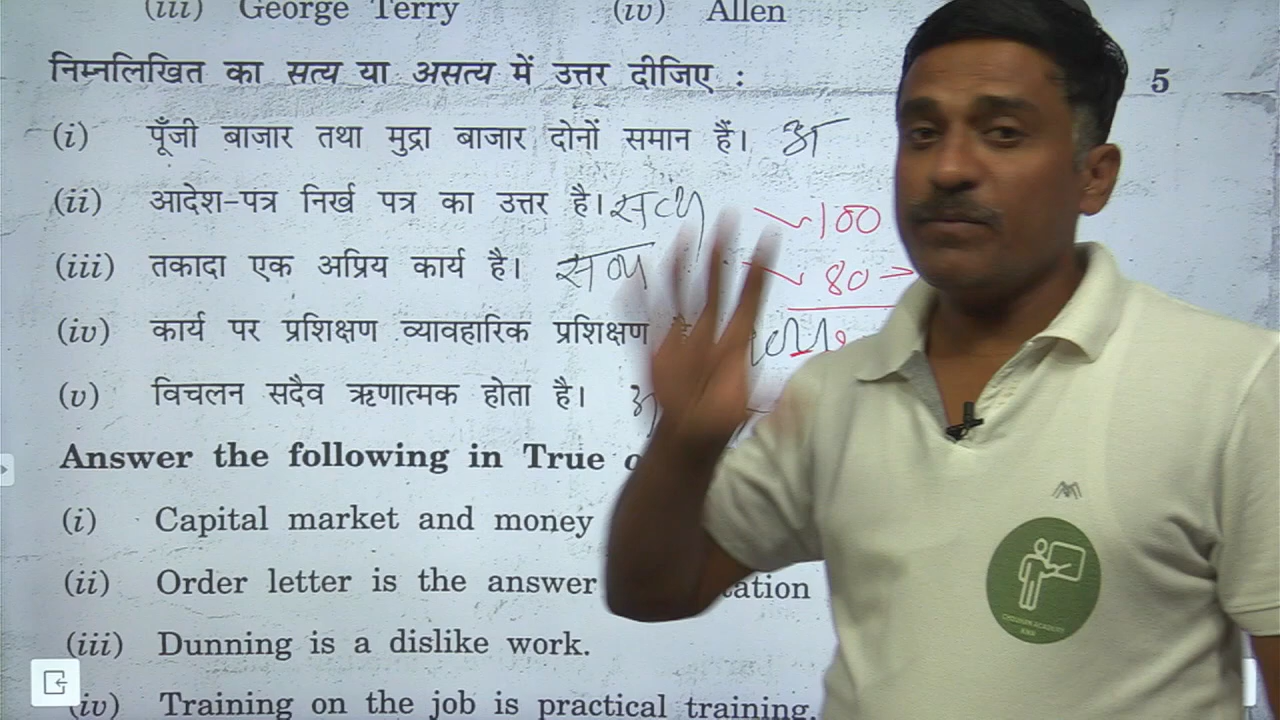 (iii) George Terry (iv) Allen
निम्नलिखित का सत्य या असत्य में उत्तर दीजिए : 5
(i) पूँजी बाजार तथा मुद्रा बाजार दोनों समान हैं। अ
(ii) आदेश-पत्र निर्ख पत्र का उत्तर है। सत्य 100
(iii) तकादा एक अप्रिय कार्य है। सत्य 80 →
(iv) कार्य पर प्रशिक्षण व्यावहारिक प्रशिक्षण
(v) विचलन सदैव ऋणात्मक होता है। अ
Answer the following in True
(i) Capital market and money
(ii) Order letter is the answer
(iii) Dunning is a dislike work.
(iv) Training on the job is practical training.